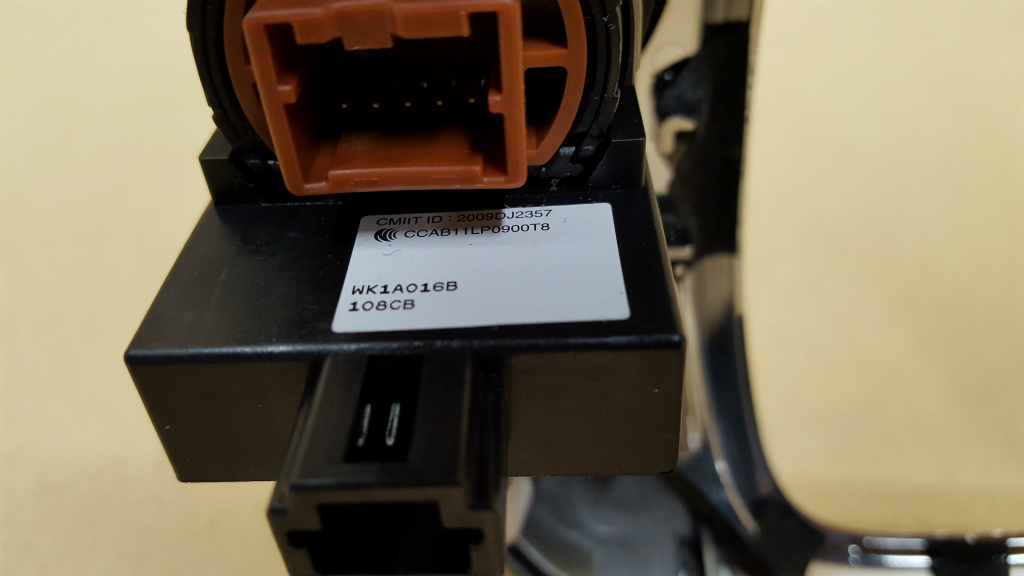 CMIIT ID : 2009DJ2357
CCAB11LP0900T8
WK1A016B
108CB